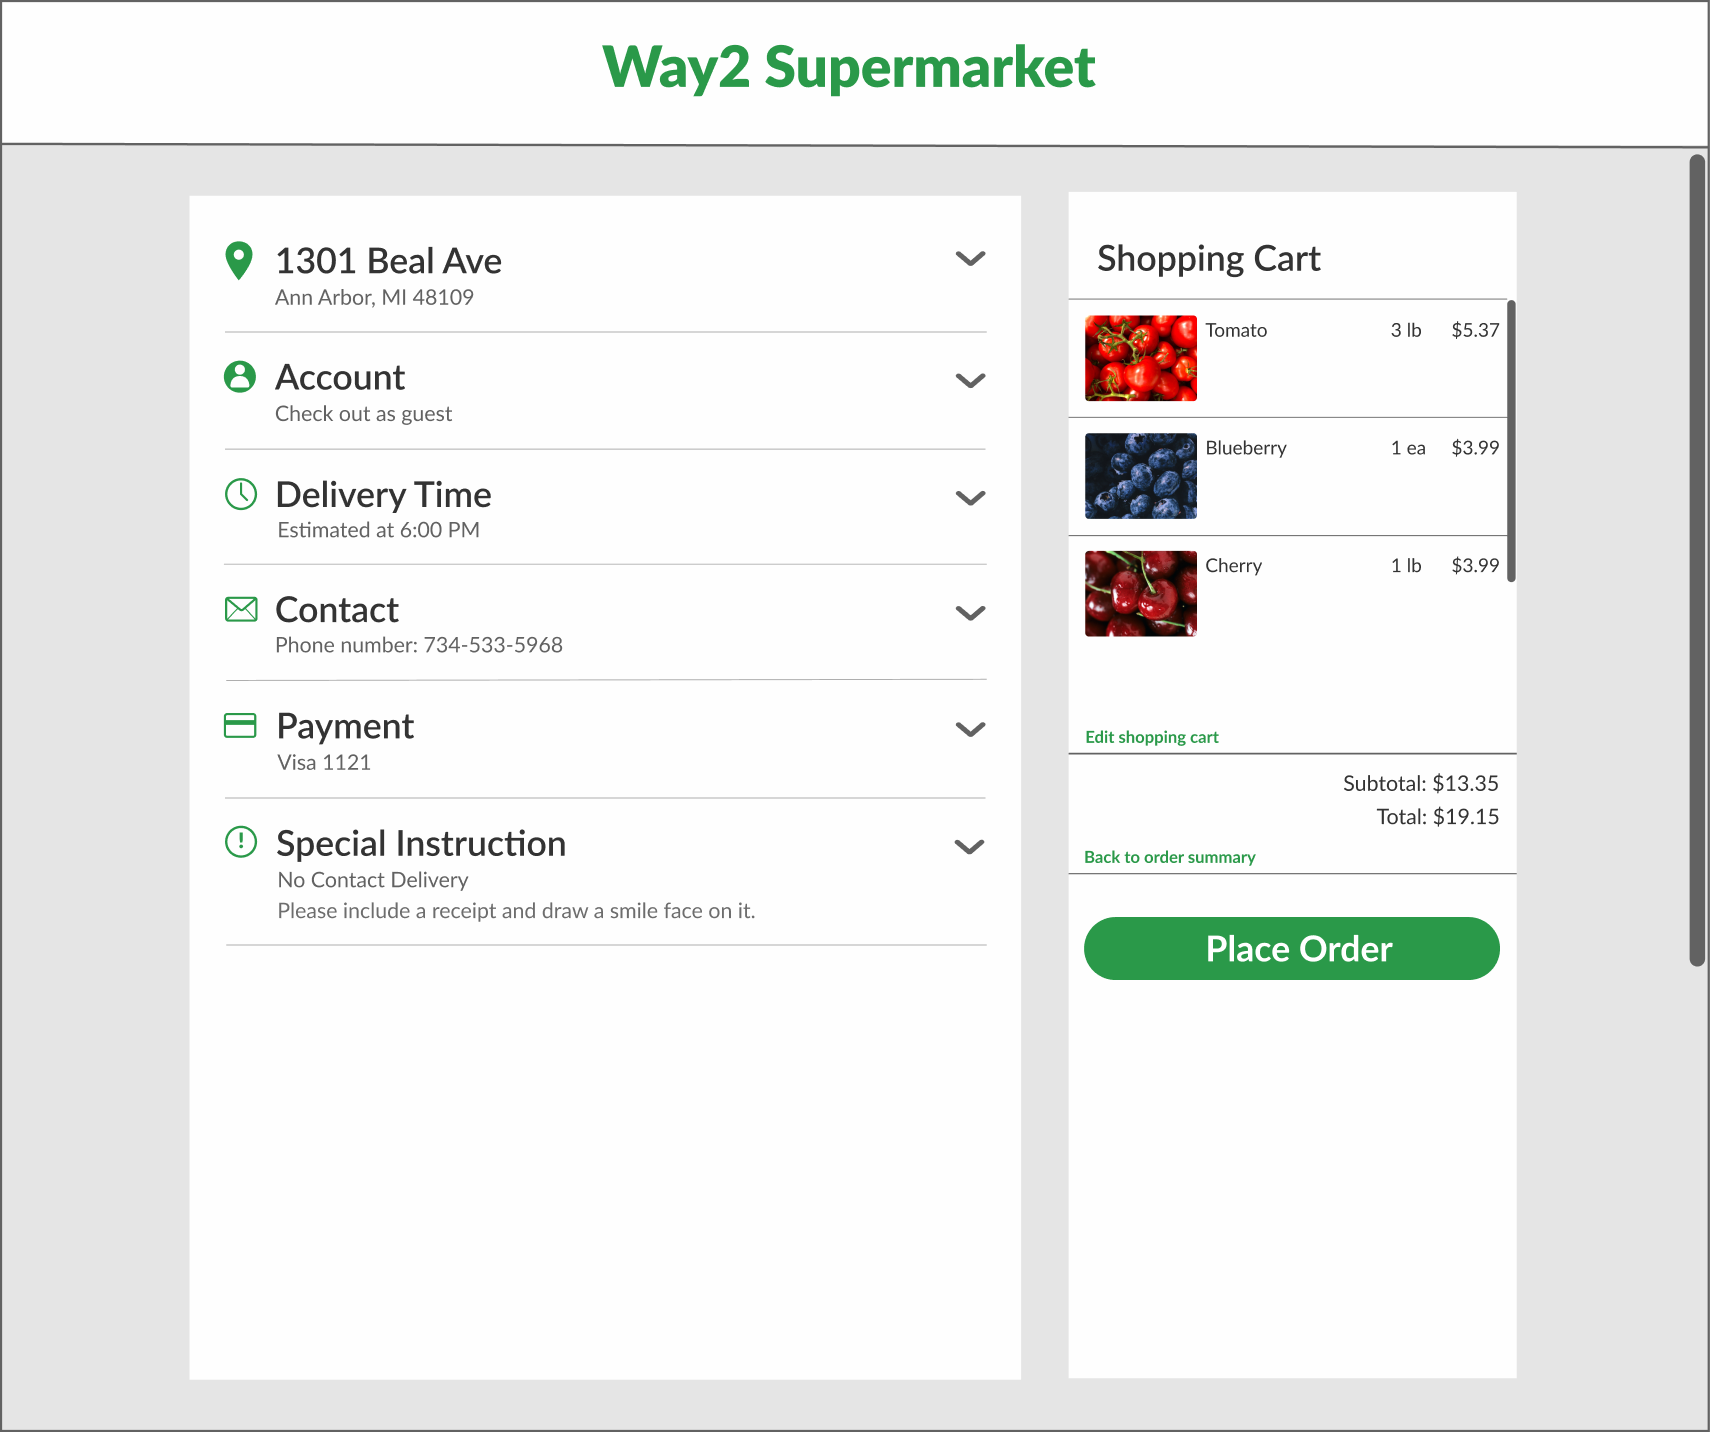 Way2 Supermarket
1301 Beal Ave
Ann Arbor, MI 48109
Account
Check out as guest
Delivery Time
Estimated at 6:00 PM
Contact
Phone number: 734-533-5968
Payment
Visa 1121
Special Instruction
No Contact Delivery
Please include a receipt and draw a smile face on it.
Shopping Cart
Tomato 3 lb $5.37
Blueberry 1 ea $3.99
Cherry 1 lb $3.99
Edit shopping cart
Subtotal: $13.35
Total: $19.15
Back to order summary
Place Order